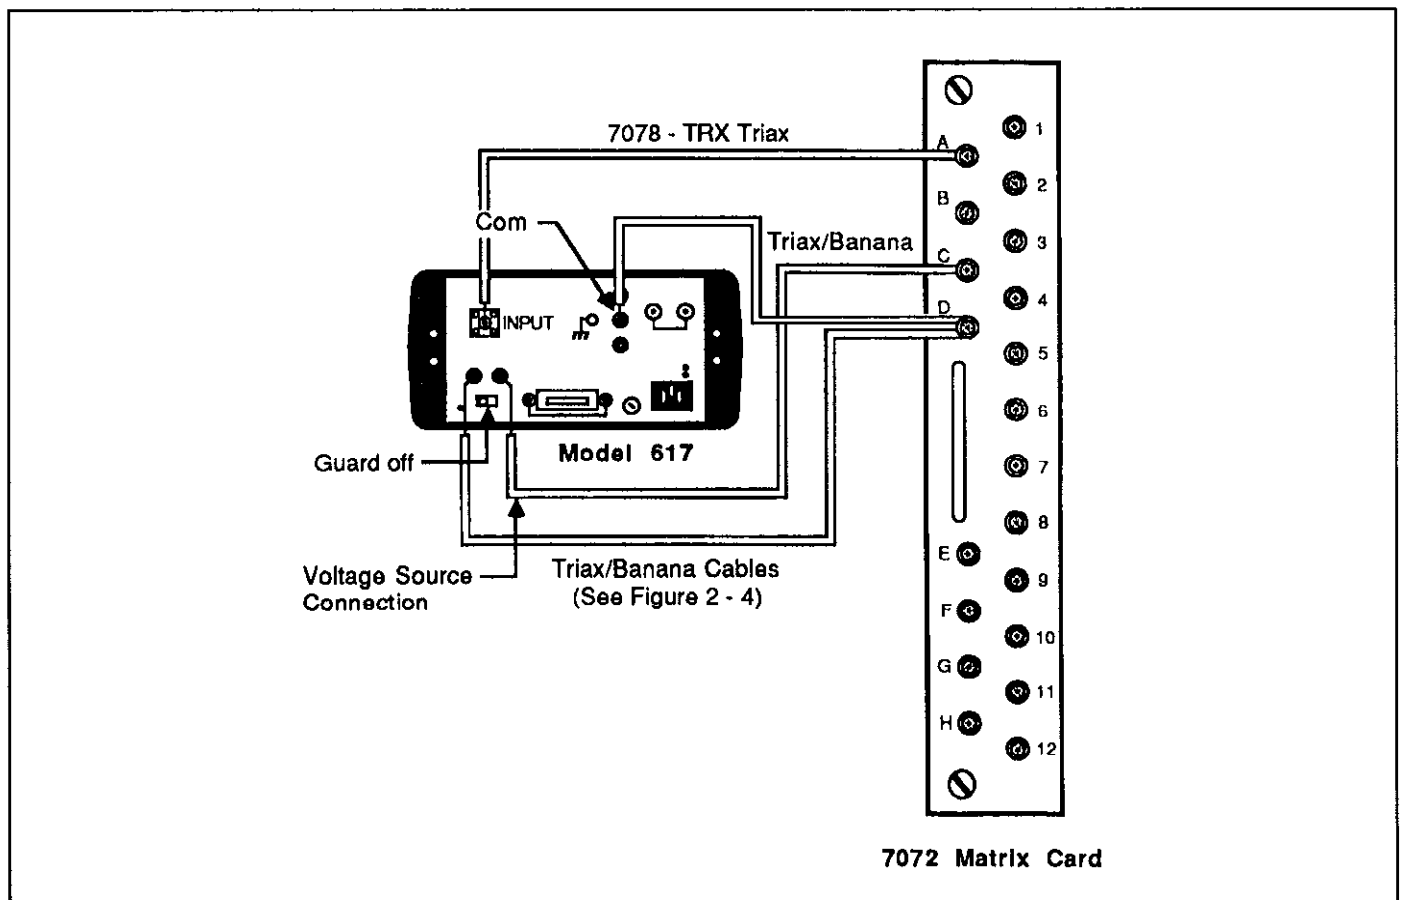 7078 - TRX Triax
Com
Triax/Banana
INPUT
Guard off
Model 617
Voltage Source
Connection
Triax/Banana Cables
(See Figure 2 - 4)
A
B
C
D
E
F
G
H
1
2
3
4
5
6
7
8
9
10
11
12
7072 Matrix Card